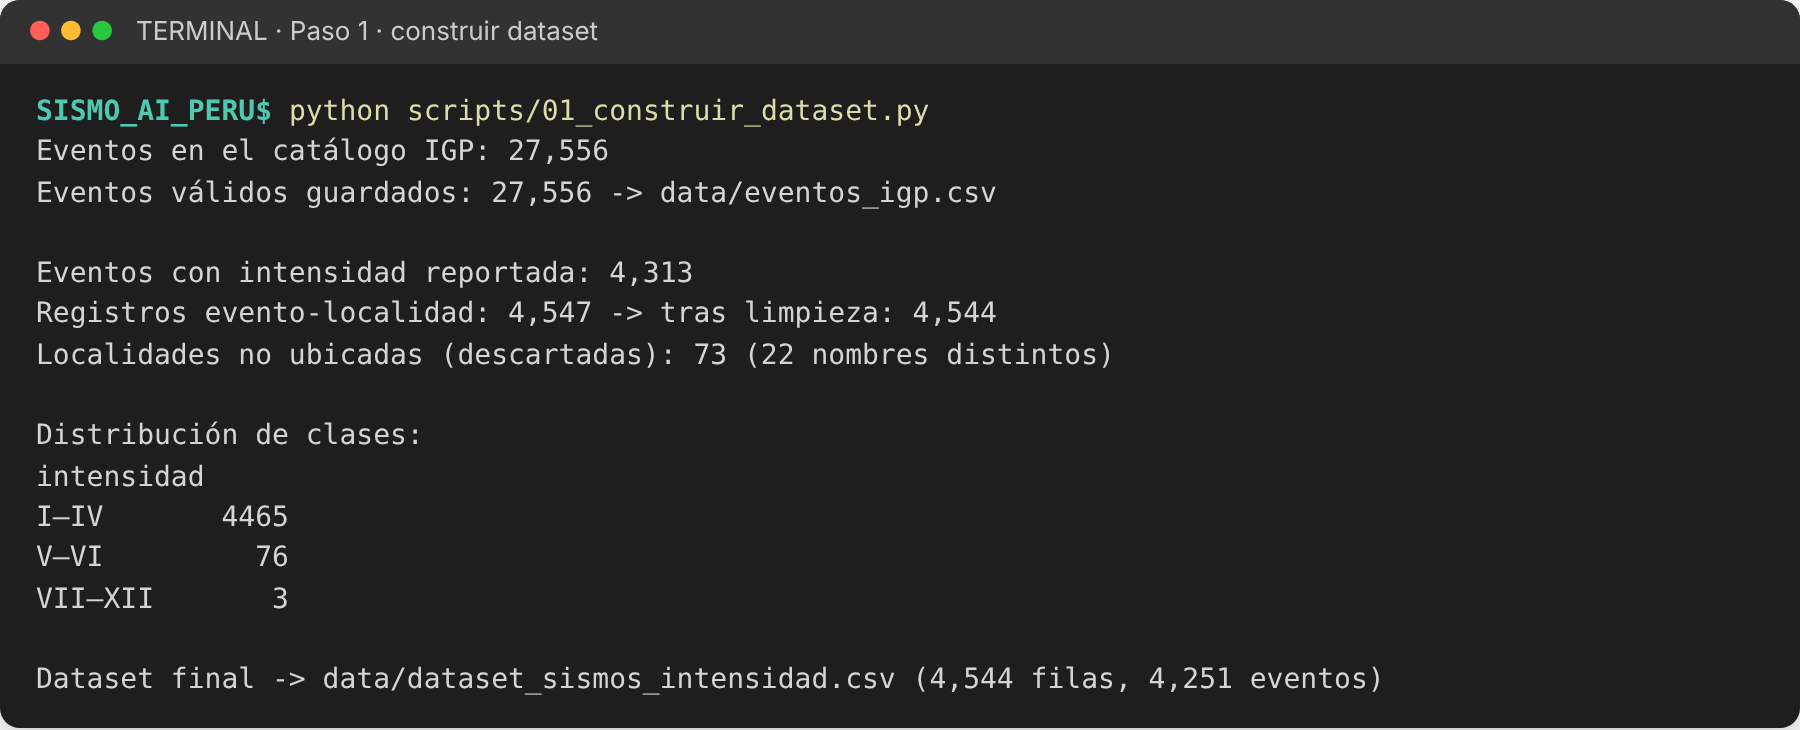 TERMINAL · Paso 1 · construir dataset
SISMO_AI_PERU$ python scripts/01_construir_dataset.py
Eventos en el catálogo IGP: 27,556
Eventos válidos guardados: 27,556 -> data/eventos_igp.csv
Eventos con intensidad reportada: 4,313
Registros evento-localidad: 4,547 -> tras limpieza: 4,544
Localidades no ubicadas (descartadas): 73 (22 nombres distintos)
Distribución de clases:
intensidad
I–IV 4465
V–VI 76
VII–XII 3
Dataset final -> data/dataset_sismos_intensidad.csv (4,544 filas, 4,251 eventos)